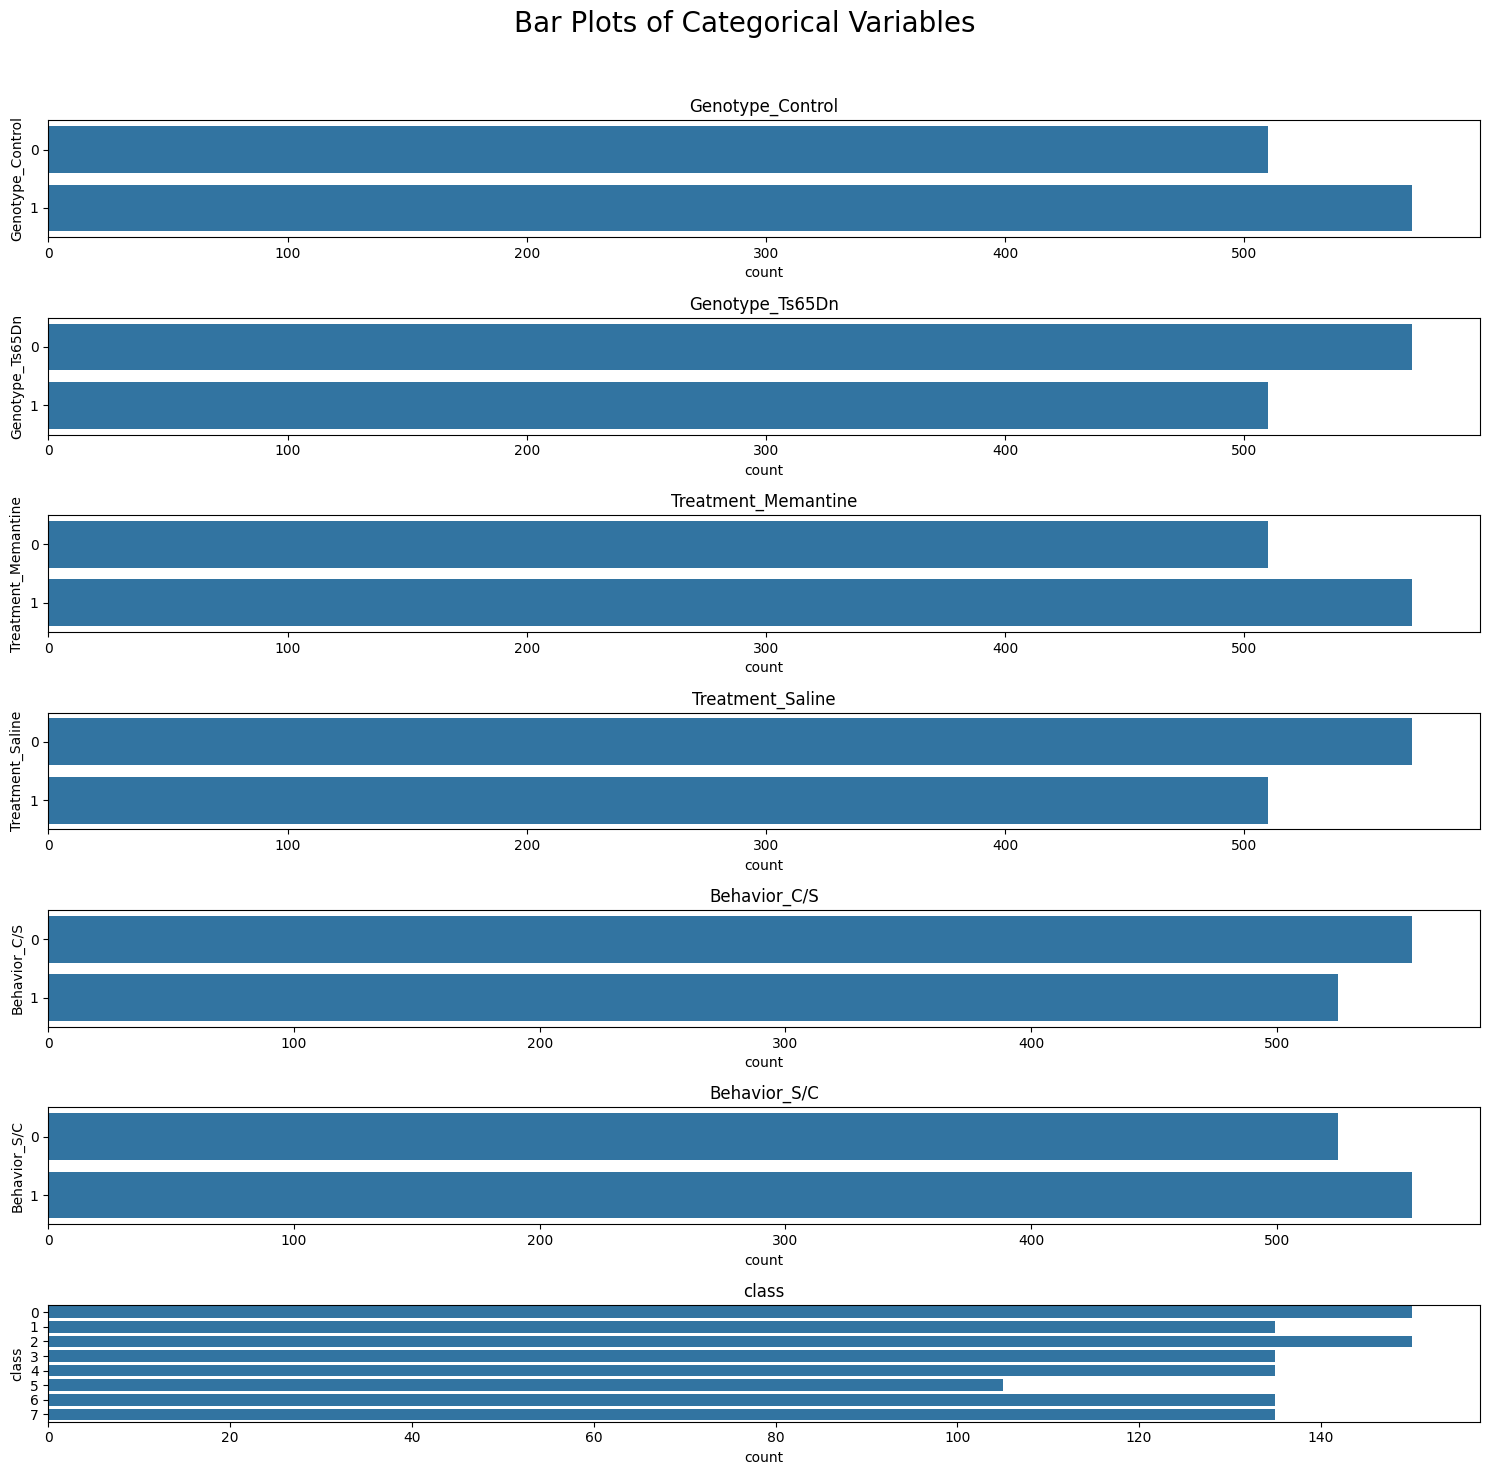 Bar Plots of Categorical Variables
Genotype_Control
Genotype_Control
0
1
0 100 200 300 400 500
count
Genotype_Ts65Dn
Genotype_Ts65Dn
0
1
0 100 200 300 400 500
count
Treatment_Memantine
Treatment_Memantine
0
1
0 100 200 300 400 500
count
Treatment_Saline
Treatment_Saline
0
1
0 100 200 300 400 500
count
Behavior_C/S
Behavior_C/S
0
1
0 100 200 300 400 500
count
Behavior_S/C
Behavior_S/C
0
1
0 100 200 300 400 500
count
class
class
0
1
2
3
4
5
6
7
0 20 40 60 80 100 120 140
count